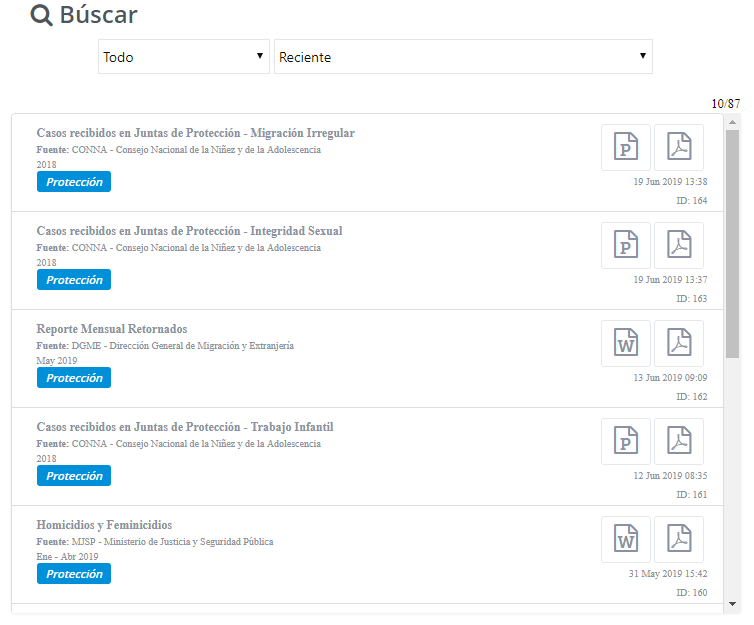 Búscar
Todo
Reciente
10/87
Casos recibidos en Juntas de Protección - Migración Irregular
Fuente: CONNA - Consejo Nacional de la Niñez y de la Adolescencia
2018
Protección
P
19 Jun 2019 13:38
ID: 164
Casos recibidos en Juntas de Protección - Integridad Sexual
Fuente: CONNA - Consejo Nacional de la Niñez y de la Adolescencia
2018
Protección
P
19 Jun 2019 13:37
ID: 163
Reporte Mensual Retornados
Fuente: DGME - Dirección General de Migración y Extranjería
May 2019
Protección
W
13 Jun 2019 09:09
ID: 162
Casos recibidos en Juntas de Protección - Trabajo Infantil
Fuente: CONNA - Consejo Nacional de la Niñez y de la Adolescencia
2018
Protección
P
12 Jun 2019 08:35
ID: 161
Homicidios y Feminicidios
Fuente: MJSP - Ministerio de Justicia y Seguridad Pública
Ene - Abr 2019
Protección
W
31 May 2019 15:42
ID: 160